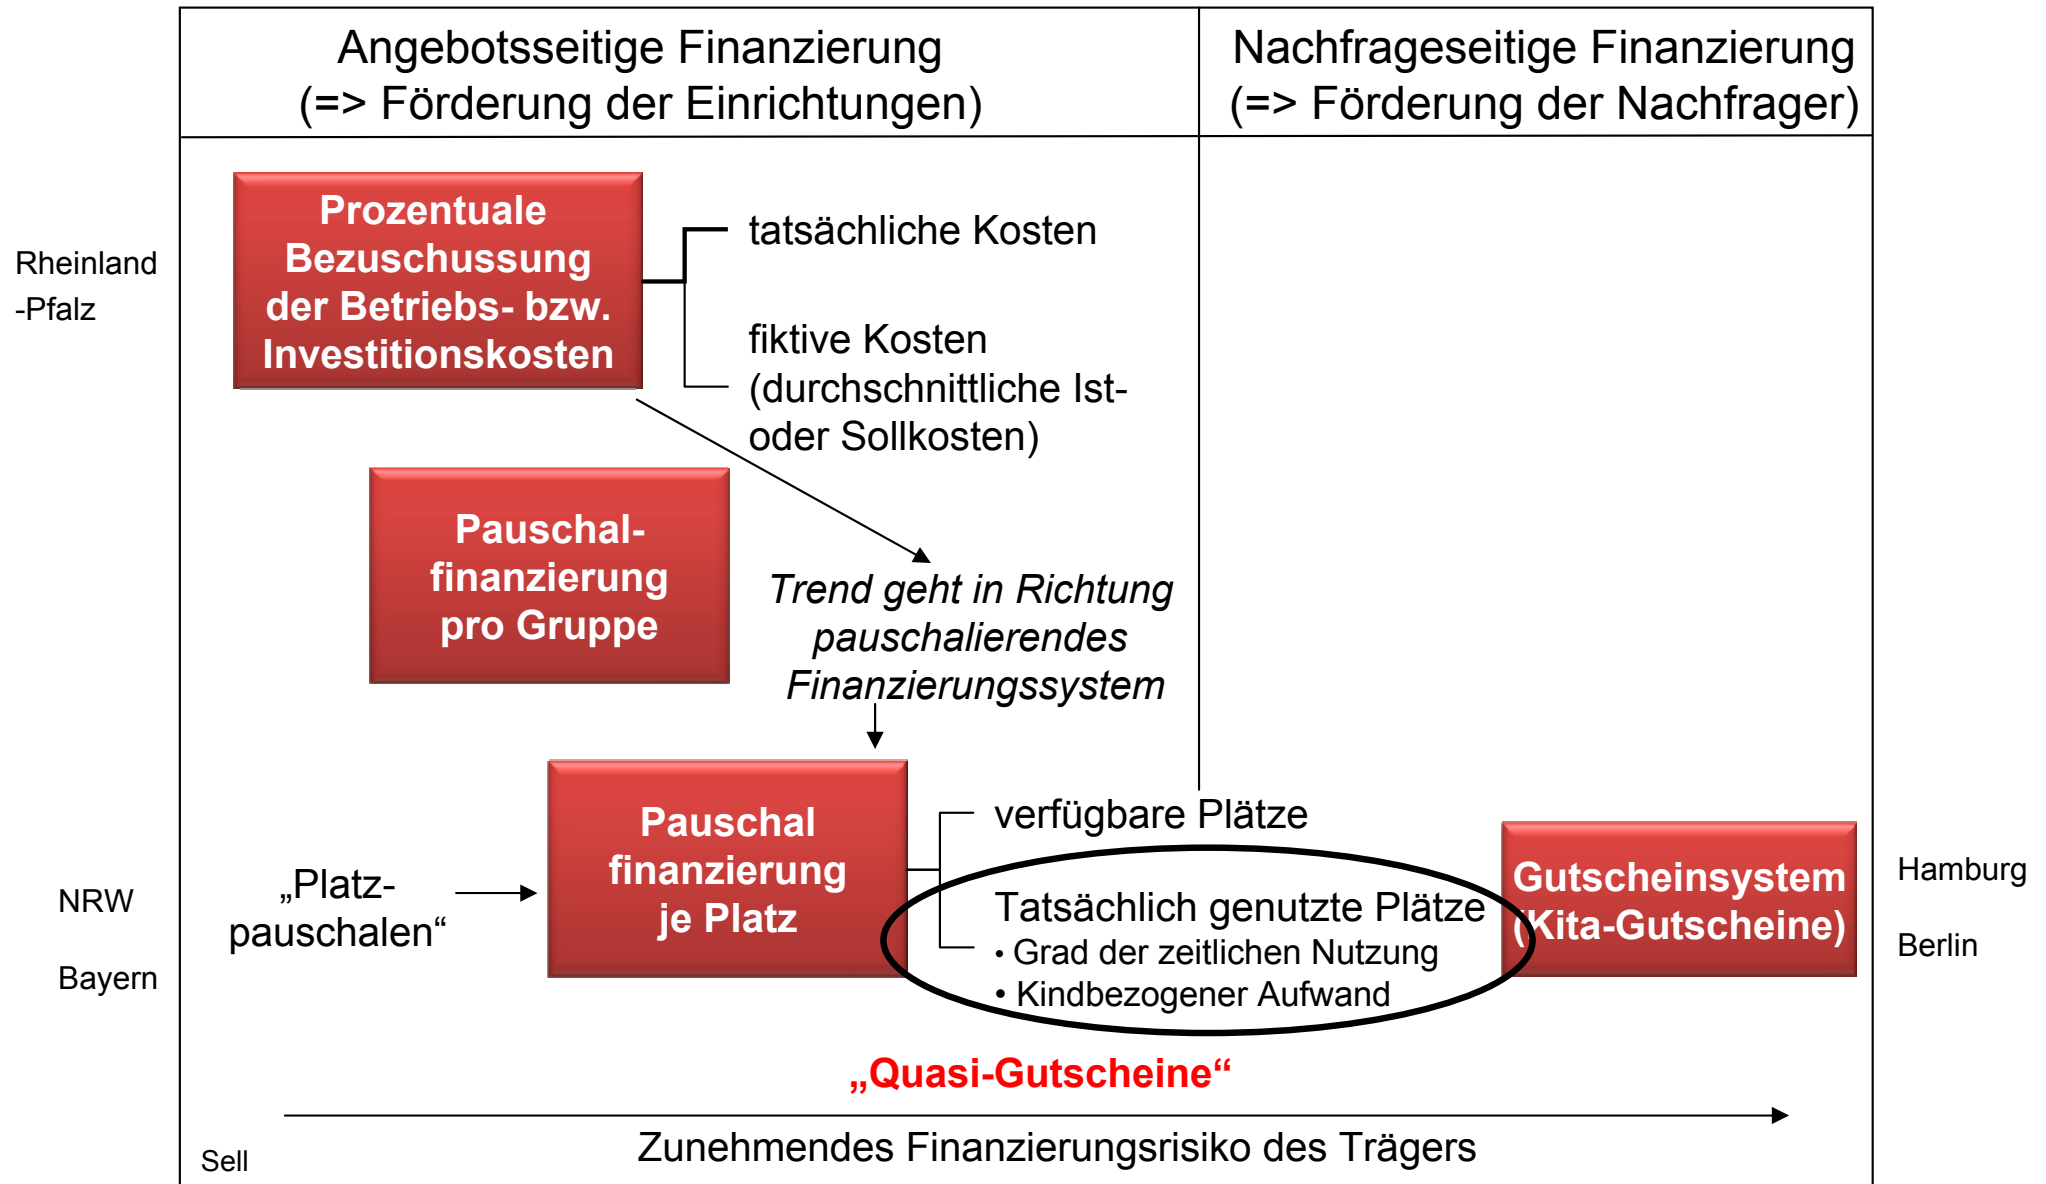 Angebotsseitige Finanzierung
(=> Förderung der Einrichtungen)
Nachfrageseitige Finanzierung
(=> Förderung der Nachfrager)
Rheinland
-Pfalz
Prozentuale
Bezuschussung
der Betriebs- bzw.
Investitionskosten
tatsächliche Kosten
fiktive Kosten
(durchschnittliche Ist-
oder Sollkosten)
Pauschal-
finanzierung
pro Gruppe
Trend geht in Richtung
pauschalierendes
Finanzierungssystem
NRW
Bayern
„Platz-
pauschalen“
Pauschal
finanzierung
je Platz
verfügbare Plätze
Tatsächlich genutzte Plätze
• Grad der zeitlichen Nutzung
• Kindbezogener Aufwand
Gutscheinsystem
(Kita-Gutscheine)
Hamburg
Berlin
„Quasi-Gutscheine“
Zunehmendes Finanzierungsrisiko des Trägers
Sell